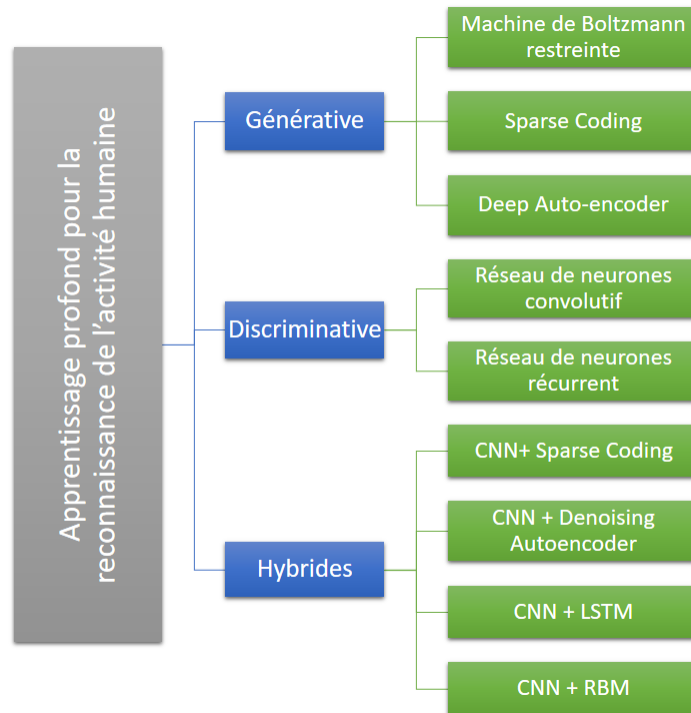 Apprentissage profond pour la
reconnaissance de l'activité humaine
Générative
Machine de Boltzmann
restreinte
Sparse Coding
Deep Auto-encoder
Discriminative
Réseau de neurones
convolutif
Réseau de neurones
récurrent
Hybrides
CNN+ Sparse Coding
CNN + Denoising
Autoencoder
CNN + LSTM
CNN + RBM